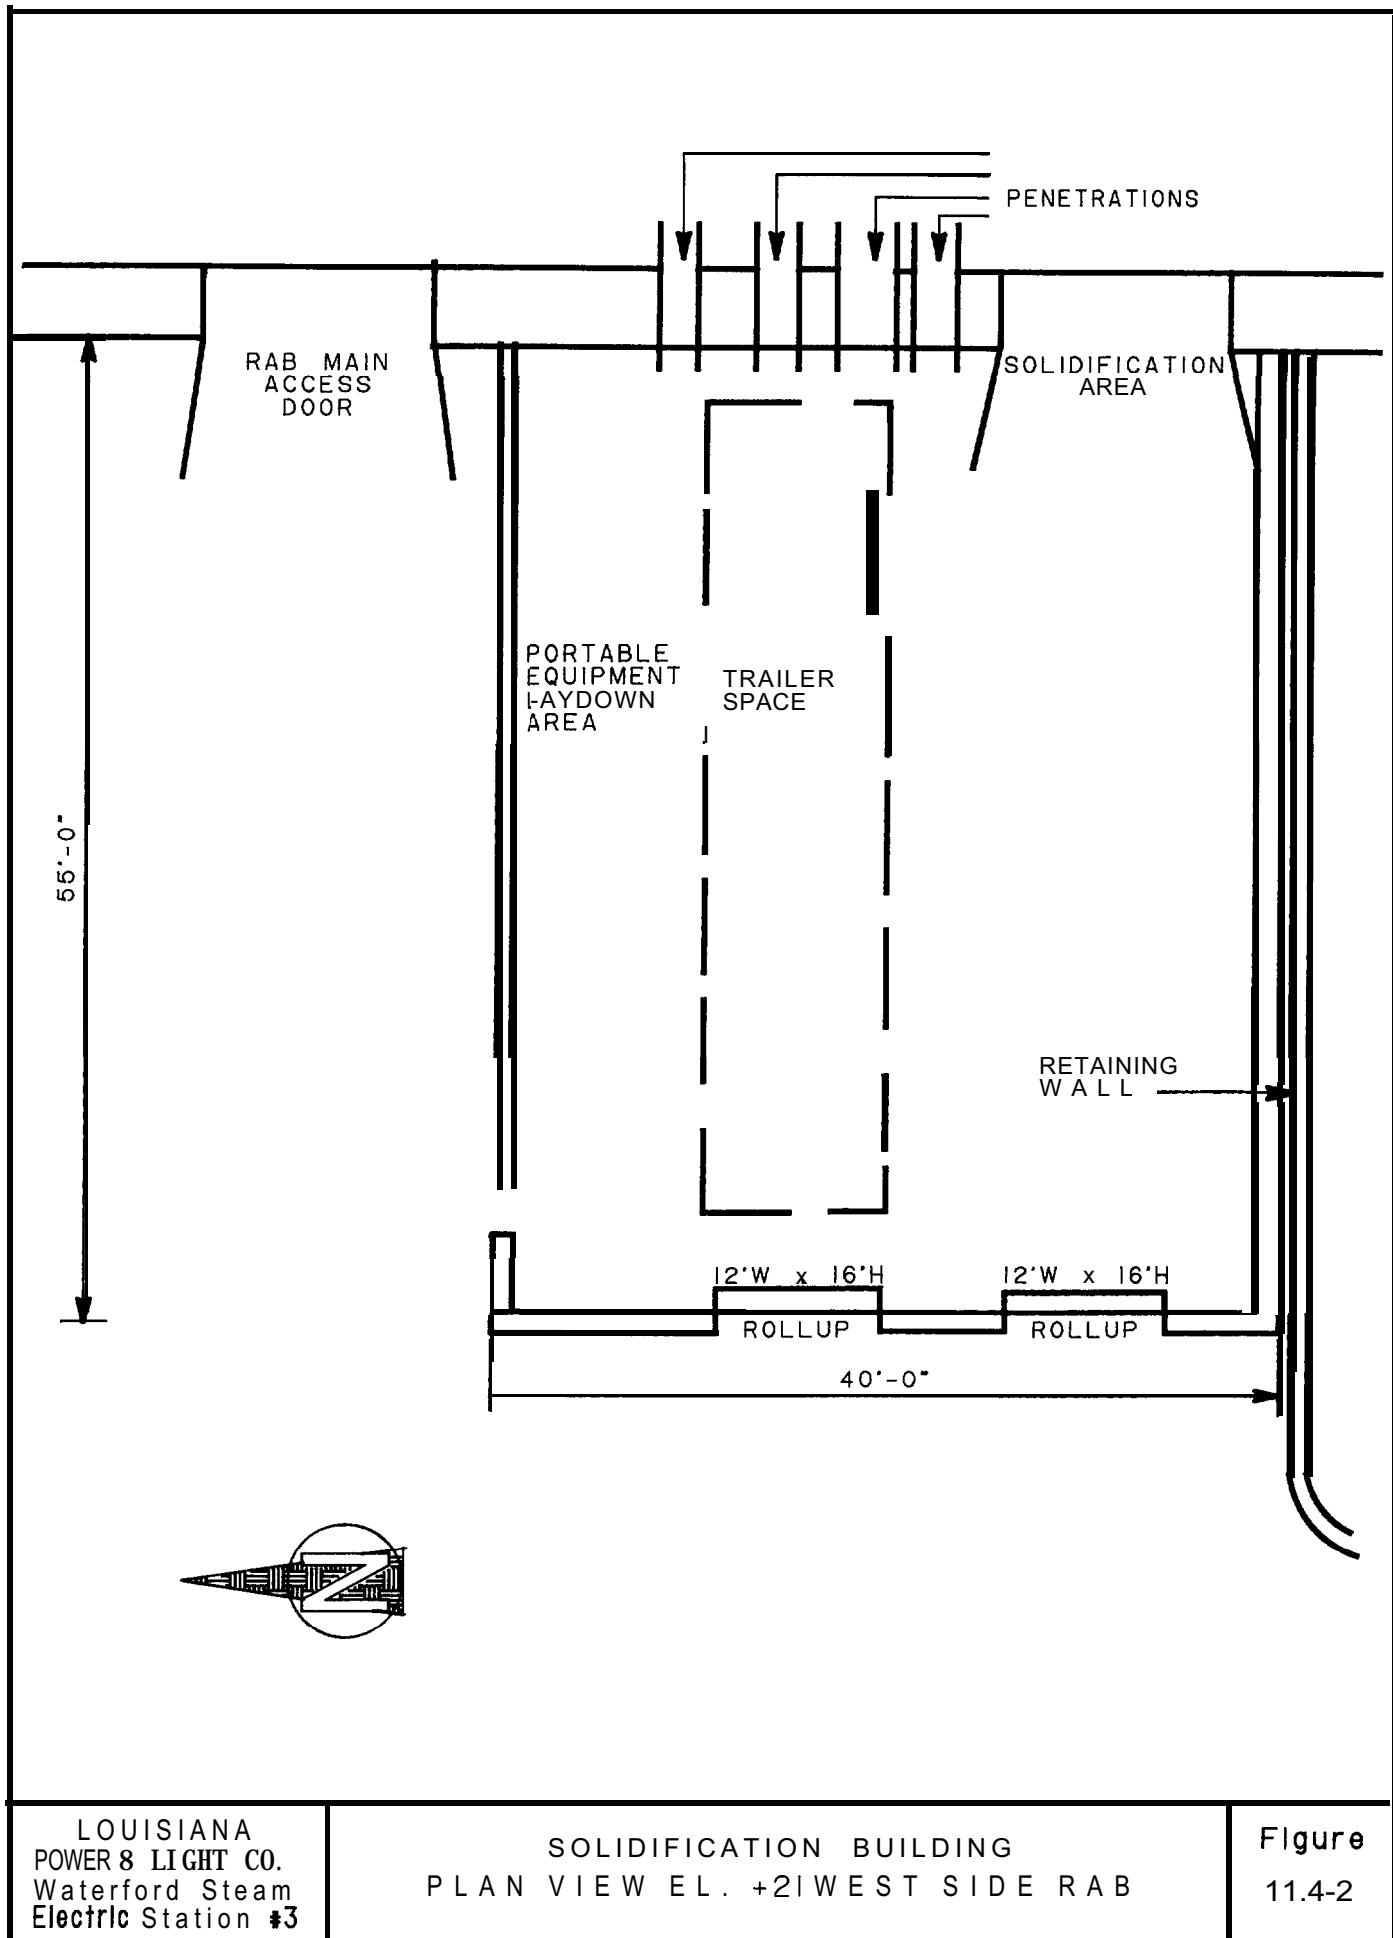 PENETRATIONS
RAB MAIN
ACCESS
DOOR
SOLIDIFICATION
AREA
PORTABLE
EQUIPMENT
LAYDOWN
AREA
TRAILER
SPACE
55'-0"
RETAINING
WALL
12'W x 16'H
12'W x 16'H
ROLLUP
ROLLUP
40'-0"
N
LOUISIANA
POWER 8 LIGHT CO.
Waterford Steam
Electric Station #3
SOLIDIFICATION BUILDING
PLAN VIEW EL. +21 WEST SIDE RAB
Figure
11.4-2